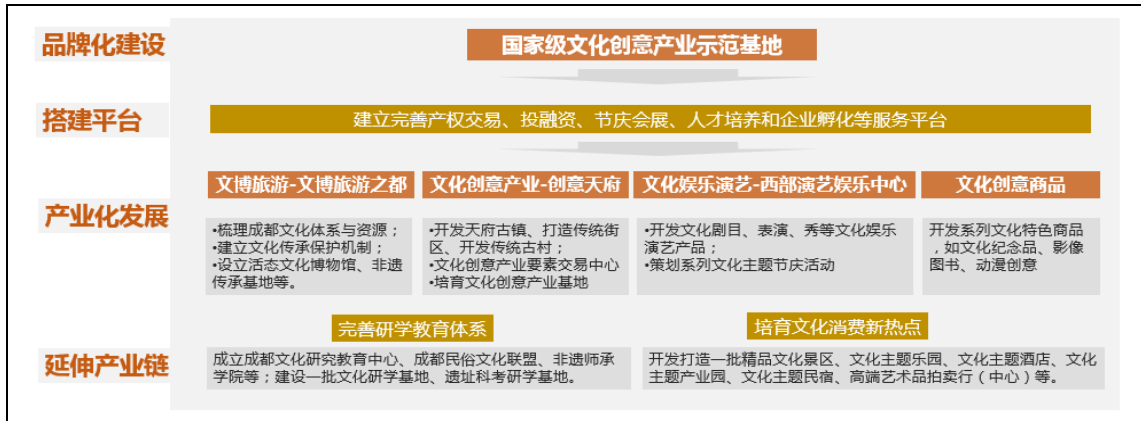 品牌化建设
国家级文化创意产业示范基地
搭建平台
建立完善产权交易、投融资、节庆会展、人才培养和企业孵化等服务平台
产业化发展
文博旅游-文博旅游之都
•梳理成都文化体系与资源；
•建立文化传承保护机制；
•设立活态文化博物馆、非遗
传承基地等。
文化创意产业-创意天府
•开发天府古镇、打造传统街
区、开发传统古村；
•文化创意产业要素交易中心
•培育文化创意产业基地
文化娱乐演艺-西部演艺娱乐中心
•开发文化剧目、表演、秀等文化娱乐
演艺产品；
•策划系列文化主题节庆活动
文化创意商品
开发系列文化特色商品
，如文化纪念品、影像
图书、动漫创意
延伸产业链
完善研学教育体系
成立成都文化研究教育中心、成都民俗文化联盟、非遗师承
学院等；建设一批文化研学基地、遗址科考研学基地。
培育文化消费新热点
开发打造一批精品文化景区、文化主题乐园、文化主题酒店、文化
主题产业园、文化主题民宿、高端艺术品拍卖行（中心）等。